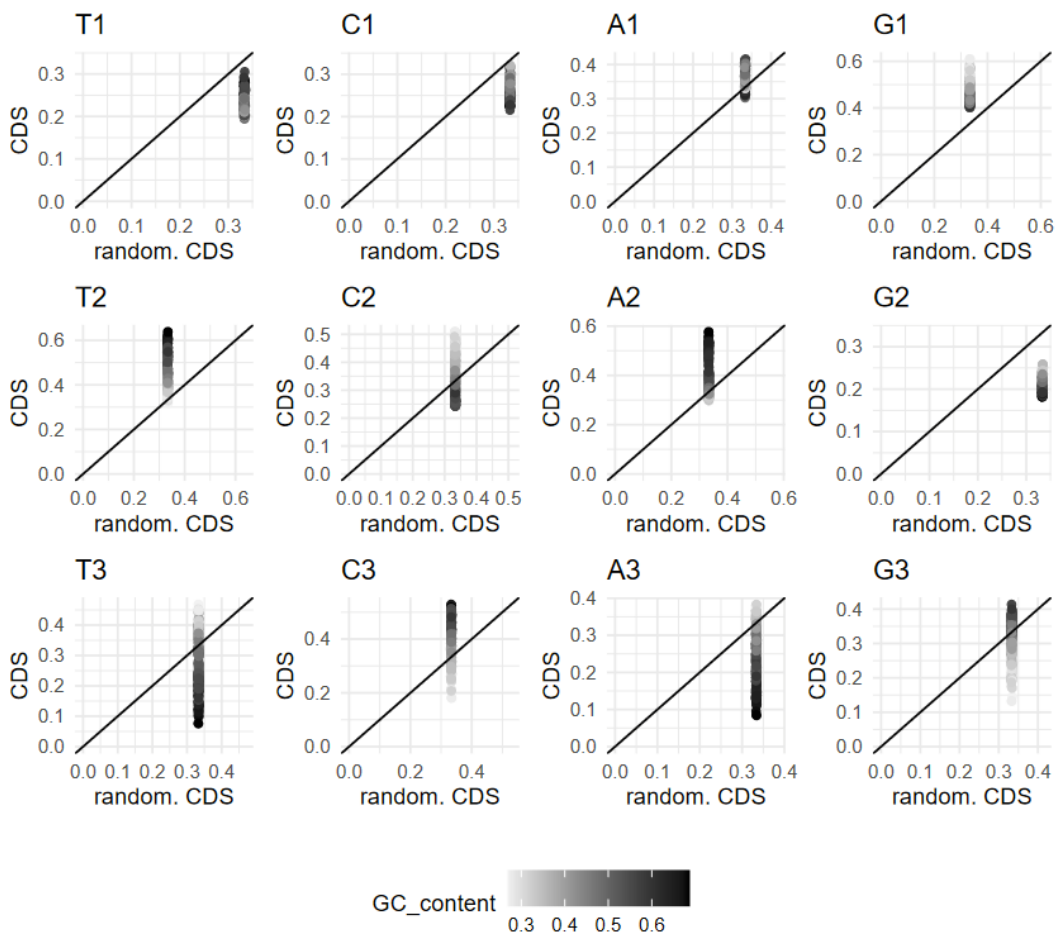 T1 C1 A1 G1
CDS CDS CDS CDS
0.3 0.3 0.4 0.6
0.2 0.2 0.3 0.4
0.1 0.1 0.2 0.2
0.0 0.0 0.1 0.0
0.0
0.0 0.1 0.2 0.3 0.0 0.1 0.2 0.3 0.0 0.1 0.2 0.3 0.4 0.0 0.2 0.4 0.6
random. CDS random. CDS random. CDS random. CDS
T2 C2 A2 G2
CDS CDS CDS CDS
0.6 0.5 0.6 0.3
0.4 0.4 0.4 0.2
0.2 0.3 0.2 0.1
0.0 0.3 0.0 0.0
0.2
0.1
0.0
0.0 0.2 0.4 0.6 0.0 0.1 0.2 0.3 0.4 0.5 0.0 0.2 0.4 0.6 0.0 0.1 0.2 0.3
random. CDS random. CDS random. CDS random. CDS
T3 C3 A3 G3
CDS CDS CDS CDS
0.4 0.4 0.4 0.4
0.3 0.2 0.3 0.3
0.2 0.0 0.2 0.2
0.1 0.1 0.1
0.0 0.0 0.0
0.0 0.1 0.2 0.3 0.4 0.0 0.2 0.4 0.0 0.1 0.2 0.3 0.4 0.0 0.1 0.2 0.3 0.4
random. CDS random. CDS random. CDS random. CDS
GC_content
0.3 0.4 0.5 0.6